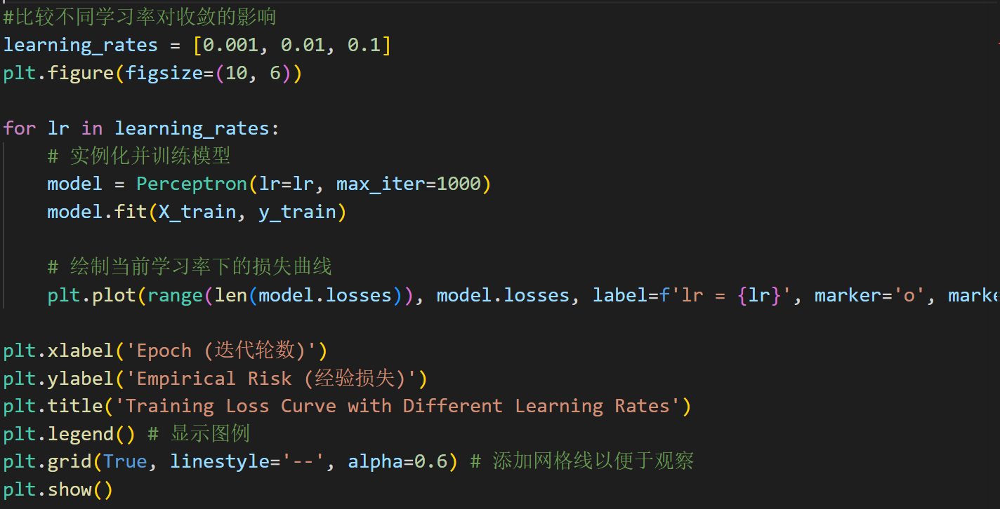 #比较不同学习率对收敛的影响
learning_rates = [0.001, 0.01, 0.1]
plt.figure(figsize=(10, 6))
for lr in learning_rates:
    # 实例化并训练模型
    model = Perceptron(lr=lr, max_iter=1000)
    model.fit(X_train, y_train)
    # 绘制当前学习率下的损失曲线
    plt.plot(range(len(model.losses)), model.losses, label=f'lr = {lr}', marker='o', marke
plt.xlabel('Epoch (迭代轮数)')
plt.ylabel('Empirical Risk (经验损失)')
plt.title('Training Loss Curve with Different Learning Rates')
plt.legend() # 显示图例
plt.grid(True, linestyle='--', alpha=0.6) # 添加网格线以便于观察
plt.show()